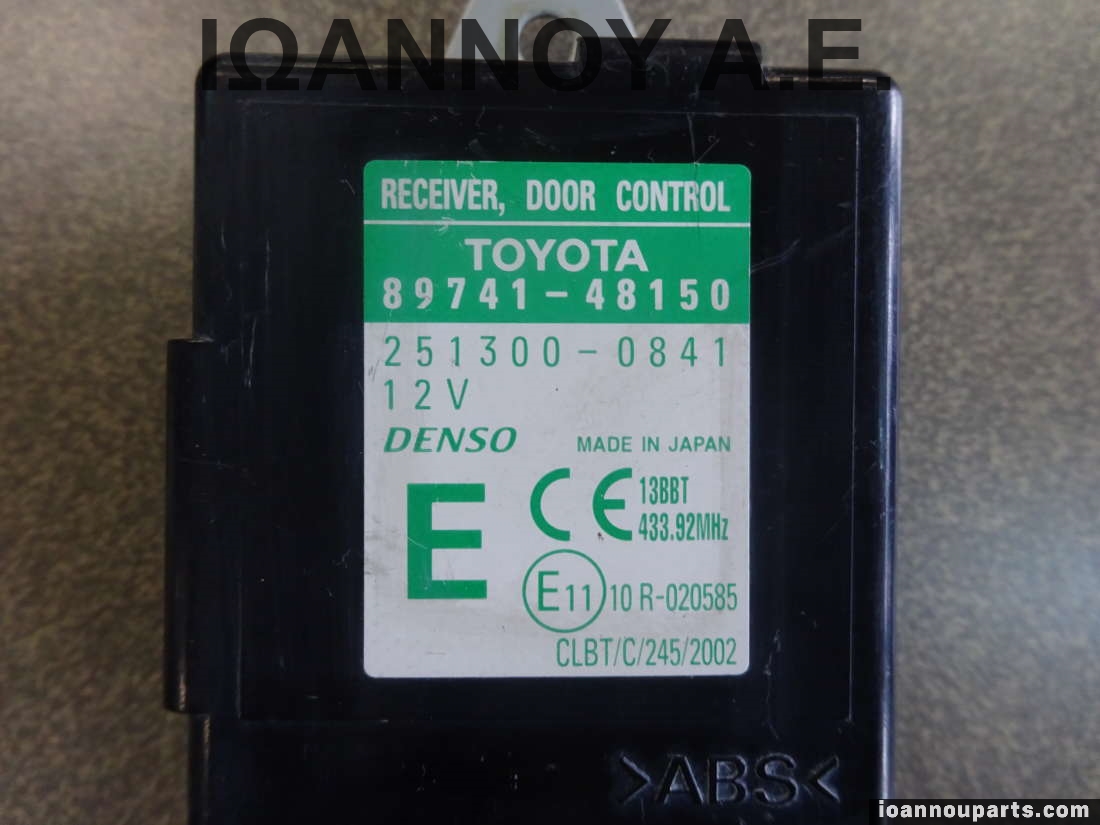 ΙΩΑΝΝΟΥ Α.Ε.
RECEIVER, DOOR CONTROL
TOYOTA
89741-48150
251300-0841
12V
DENSO MADE IN JAPAN
E CE 13BBT
433.92MHz
E11 10 R-020585
CLBT/C/245/2002
>ABS<
ioannouparts.com